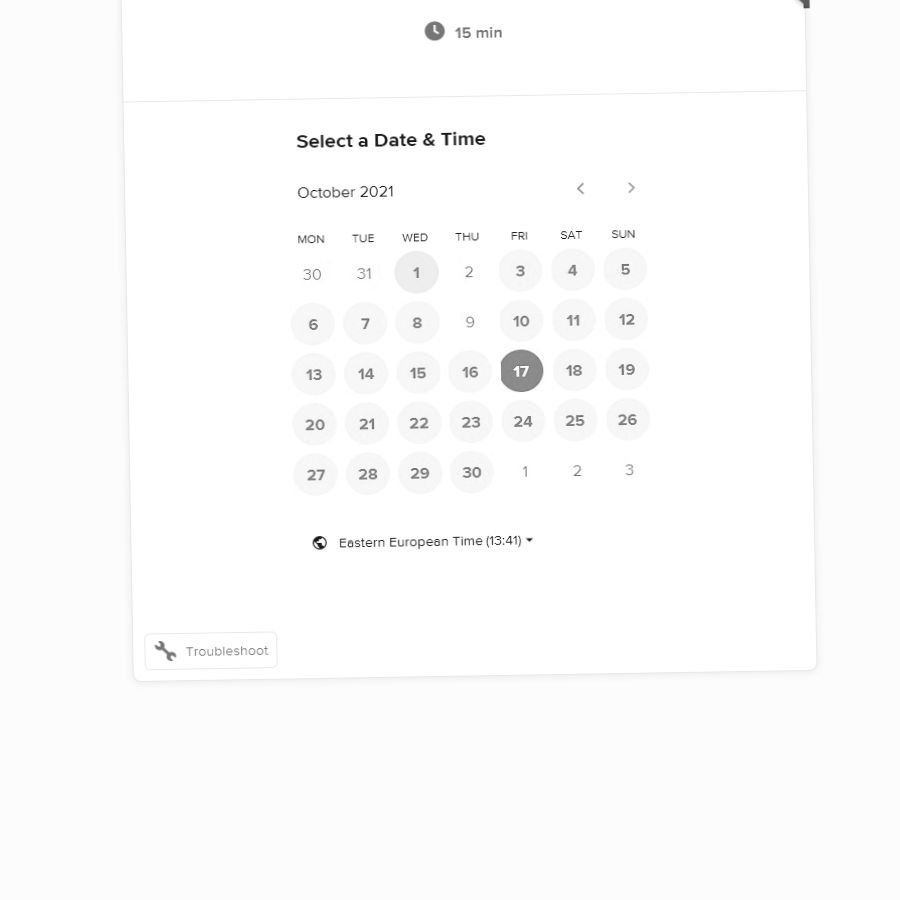 15 min
Select a Date & Time
October 2021
MON TUE WED THU FRI SAT SUN
30 31 1 2 3 4 5
6 7 8 9 10 11 12
13 14 15 16 17 18 19
20 21 22 23 24 25 26
27 28 29 30 1 2 3
Eastern European Time (13:41)
Troubleshoot